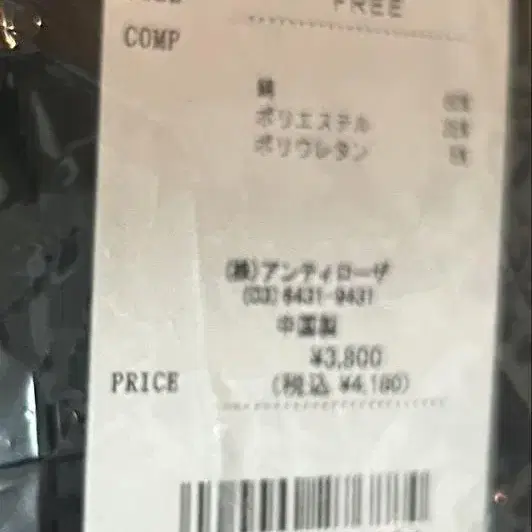 FREE
COMP
綿
ポリエステル
ポリウレタン
(株)アンティローザ
(03)6431-9431
中国製
¥3,800
PRICE (税込 ¥4,180)